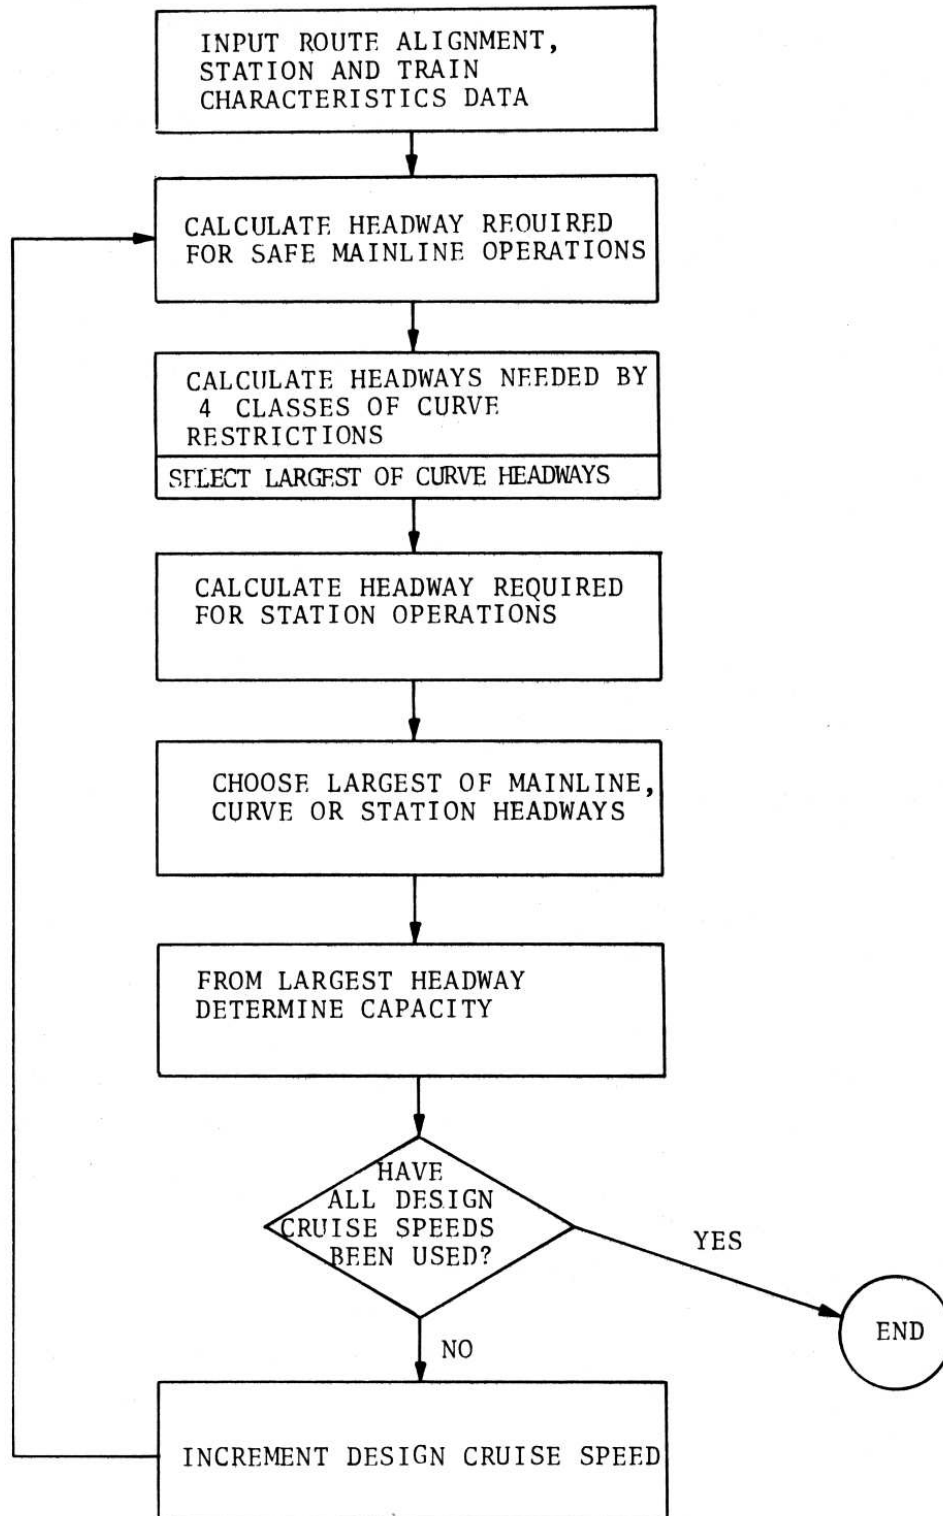 INPUT ROUTE ALIGNMENT,
STATION AND TRAIN
CHARACTERISTICS DATA
CALCULATE HEADWAY REQUIRED
FOR SAFE MAINLINE OPERATIONS
CALCULATE HEADWAYS NEEDED BY
4 CLASSES OF CURVE
RESTRICTIONS
SELECT LARGEST OF CURVE HEADWAYS
CALCULATE HEADWAY REQUIRED
FOR STATION OPERATIONS
CHOOSE LARGEST OF MAINLINE,
CURVE OR STATION HEADWAYS
FROM LARGEST HEADWAY
DETERMINE CAPACITY
HAVE
ALL DESIGN
CRUISE SPEEDS
BEEN USED?
YES
END
NO
INCREMENT DESIGN CRUISE SPEED